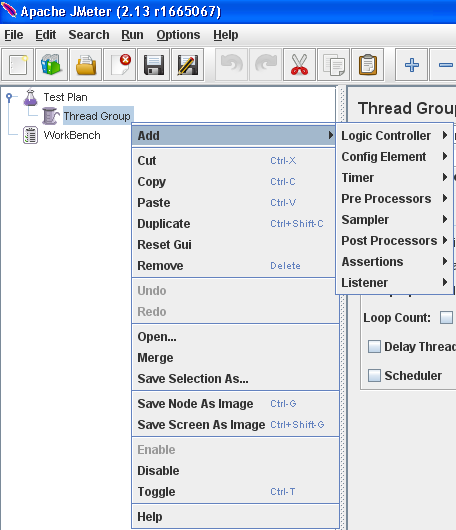 Apache JMeter (2.13 r1665067)
File Edit Search Run Options Help
Test Plan
Thread Group
WorkBench
Add
Cut Ctrl-X
Copy Ctrl-C
Paste Ctrl-V
Duplicate Ctrl+Shift-C
Reset Gui
Remove Delete
Undo
Redo
Open...
Merge
Save Selection As...
Save Node As Image Ctrl-G
Save Screen As Image Ctrl+Shift-G
Enable
Disable
Toggle Ctrl-T
Help
Logic Controller
Config Element
Timer
Pre Processors
Sampler
Post Processors
Assertions
Listener
Thread Grou
Loop Count:
Delay Thread
Scheduler